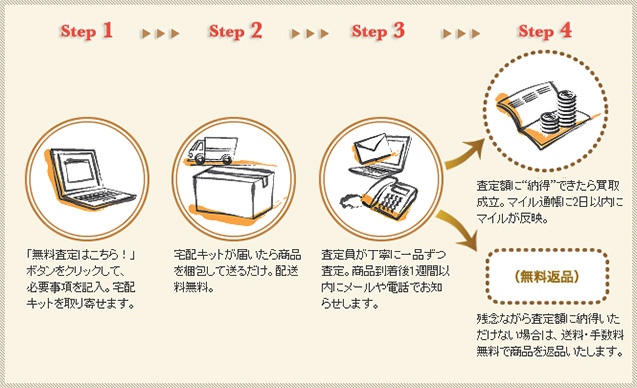 Step 1
Step 2
Step 3
Step 4
「無料査定はこちら！」
ボタンをクリックして、
必要事項を記入。宅配
キットを取り寄せます。
宅配キットが届いたら商品
を梱包して送るだけ。配送
料無料。
査定員が丁寧に一品ずつ
査定。商品到着後1週間以
内にメールや電話でお知
らせします。
査定額に“納得”できたら買取
成立。マイル通帳に2日以内に
マイルが反映。
（無料返品）
残念ながら査定額に納得いた
だけない場合は、送料・手数料
無料で商品を返品いたします。